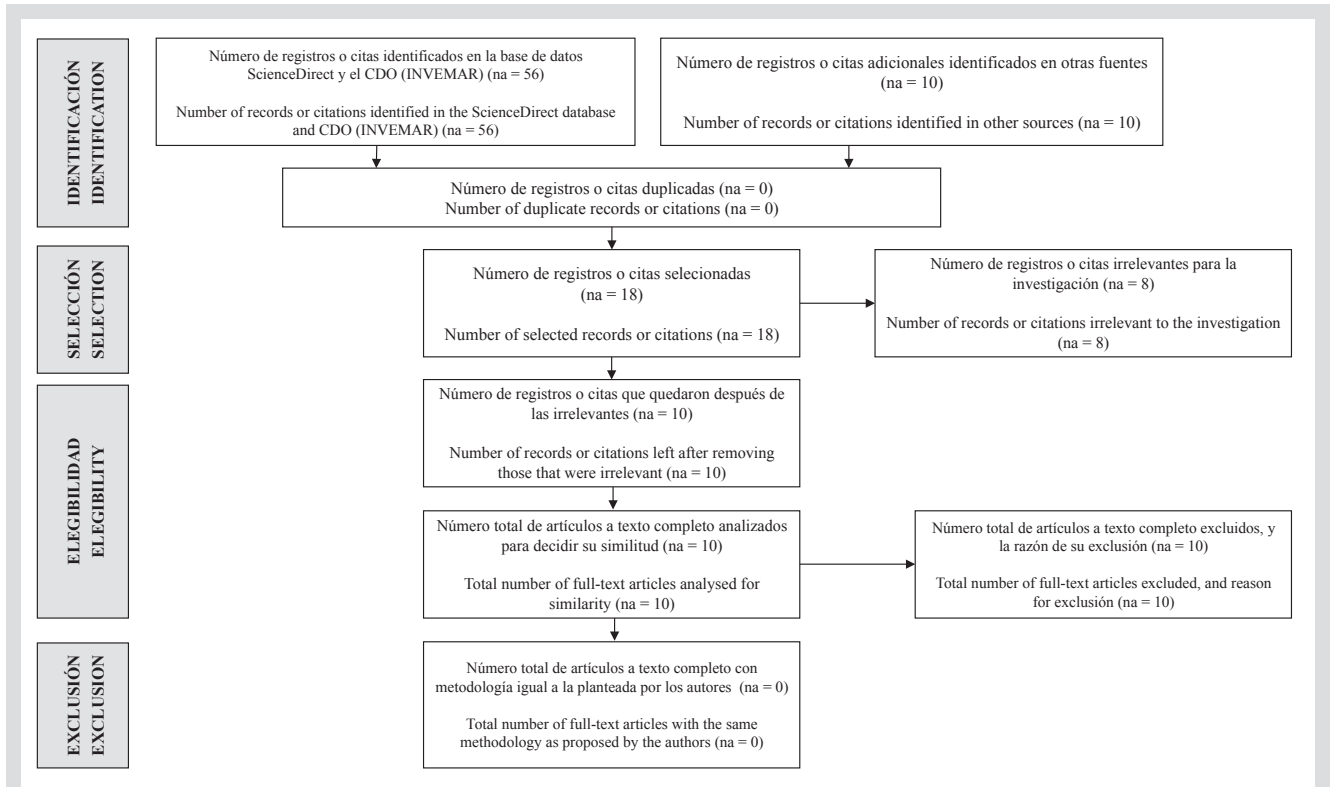 IDENTIFICACIÓN
IDENTIFICATION
Número de registros o citas identificados en la base de datos
ScienceDirect y el CDO (INVEMAR) (na = 56)
Number of records or citations identified in the ScienceDirect database
and CDO (INVEMAR) (na = 56)
Número de registros o citas adicionales identificados en otras fuentes
(na = 10)
Number of records or citations identified in other sources (na = 10)
Número de registros o citas duplicadas (na = 0)
Number of duplicate records or citations (na = 0)
SELECCIÓN
SELECTION
Número de registros o citas selecionadas
(na = 18)
Number of selected records or citations (na = 18)
Número de registros o citas irrelevantes para la
investigación (na = 8)
Number of records or citations irrelevant to the investigation
(na = 8)
ELEGIBILIDAD
ELEGIBILITY
Número de registros o citas que quedaron después de
las irrelevantes (na = 10)
Number of records or citations left after removing
those that were irrelevant (na = 10)
Número total de artículos a texto completo analizados
para decidir su similitud (na = 10)
Total number of full-text articles analysed for
similarity (na = 10)
Número total de artículos a texto completo excluidos, y
la razón de su exclusión (na = 10)
Total number of full-text articles excluded, and reason
for exclusión (na = 10)
EXCLUSIÓN
EXCLUSION
Número total de artículos a texto completo con
metodología igual a la planteada por los autores (na = 0)
Total number of full-text articles with the same
methodology as proposed by the authors (na = 0)